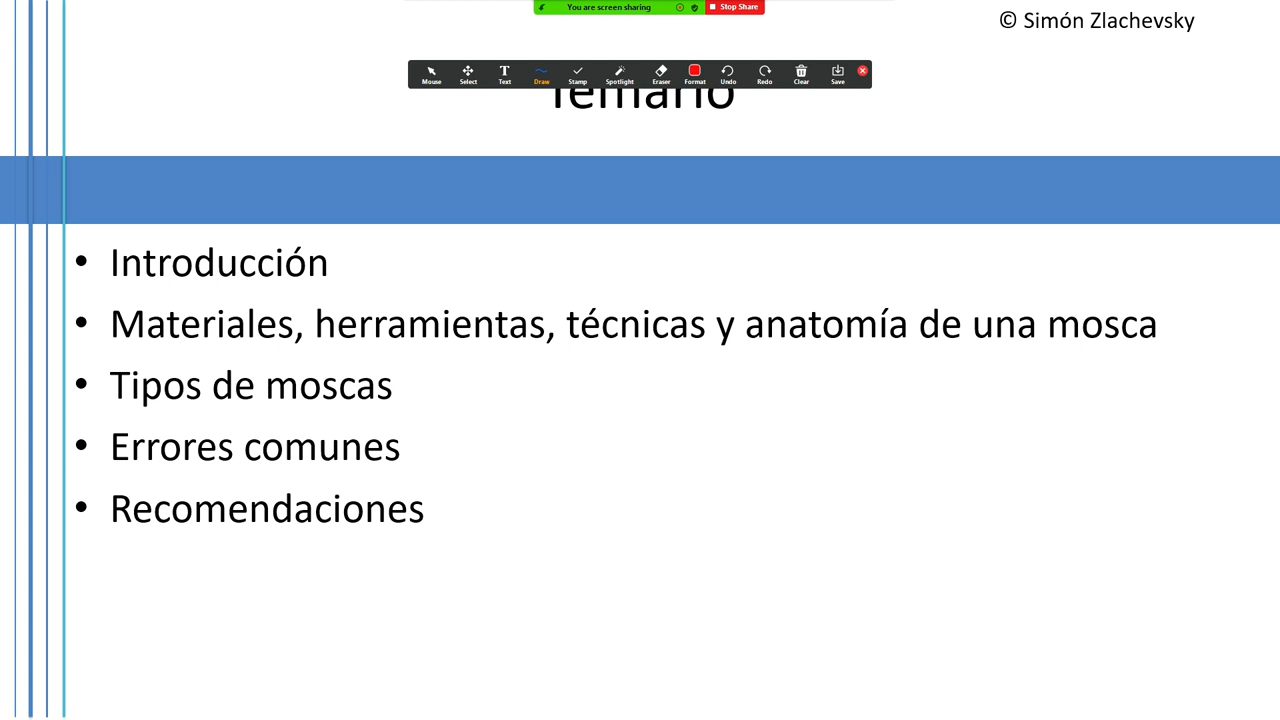 You are screen sharing
Stop Share
© Simón Zlachevsky
Mouse
Select
Text
Draw
Stamp
Spotlight
Eraser
Format
Undo
Redo
Clear
Save
Temario
• Introducción
• Materiales, herramientas, técnicas y anatomía de una mosca
• Tipos de moscas
• Errores comunes
• Recomendaciones